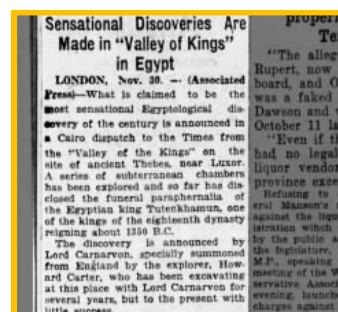 Sensational Discoveries Are
Made in "Valley of Kings"
in Egypt
LONDON, Nov. 30. — (Associated
Press)—What is claimed to be the
most sensational Egyptological dis-
covery of the century is announced in
a Cairo dispatch to the Times from
the "Valley of the Kings" on the
site of ancient Thebes, near Luxor.
A series of subterranean chambers
has been explored and so far has dis-
closed the funeral paraphernalia of
the Egyptian king Tutenkhamun, one
of the kings of the eighteenth dynasty
reigning about 1350 B.C.
The discovery is announced by
Lord Carnarvon, specially summoned
from England by the explorer, How-
ard Carter, who has been excavating
at this place with Lord Carnarvon for
several years, but to the present with
little success.
"The alleg
Rupert, now
board, and O
was a faked
Dawson and
October 11 la
"Even if th
had no legal
liquor vendor
province exce
Refusing to
eral Manson's
against the liqu
istration which
by the public a
the legislature,
M.P., speaking
meeting of the W
servative Associ
evening, launche
charges against